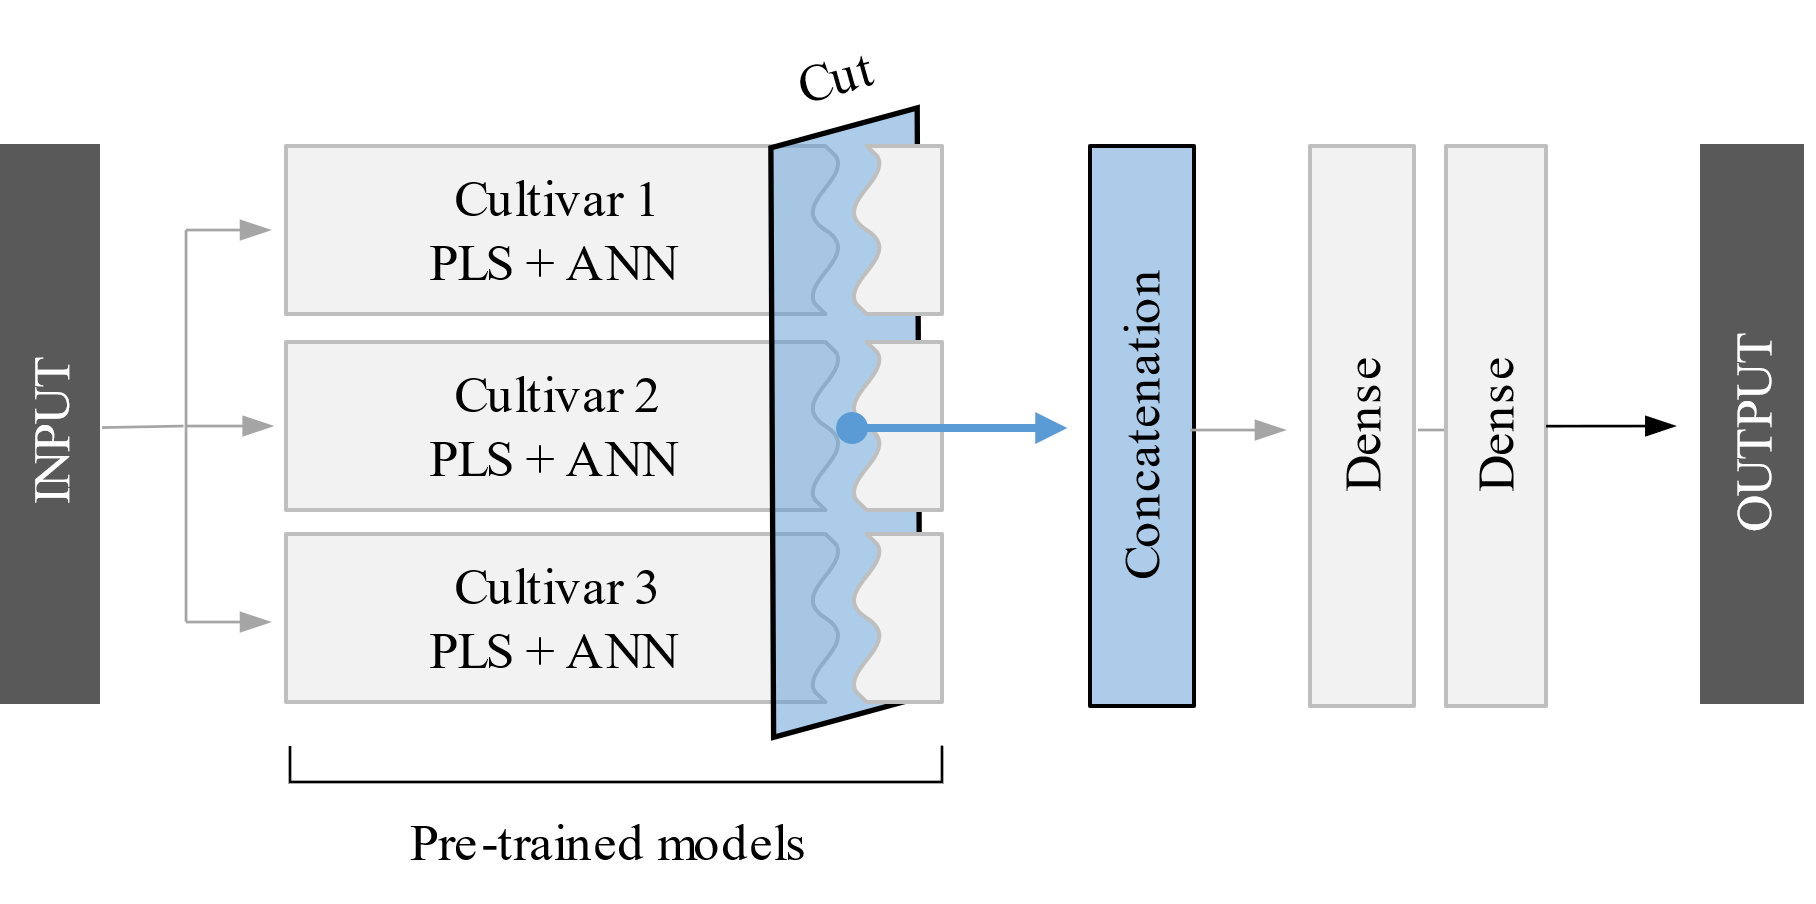 Cut
INPUT
Cultivar 1
PLS + ANN
Cultivar 2
PLS + ANN
Cultivar 3
PLS + ANN
Concatenation
Dense
Dense
OUTPUT
Pre-trained models